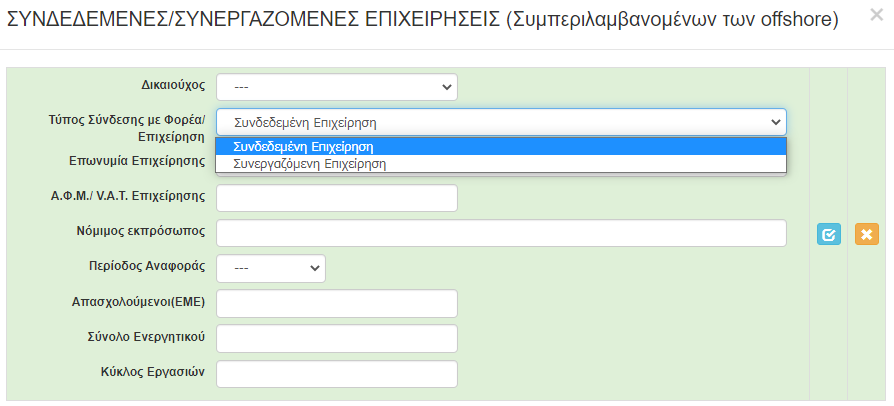 ΣΥΝΔΕΔΕΜΕΝΕΣ/ΣΥΝΕΡΓΑΖΟΜΕΝΕΣ ΕΠΙΧΕΙΡΗΣΕΙΣ (Συμπεριλαμβανομένων των offshore) ×
Δικαιούχος ---
Τύπος Σύνδεσης με Φορέα/
Επιχείρηση
Συνδεδεμένη Επιχείρηση
Συνδεδεμένη Επιχείρηση
Συνεργαζόμενη Επιχείρηση
Επωνυμία Επιχείρησης
Α.Φ.Μ./ V.A.T. Επιχείρησης
Νόμιμος εκπρόσωπος
Περίοδος Αναφοράς ---
Απασχολούμενοι(ΕΜΕ)
Σύνολο Ενεργητικού
Κύκλος Εργασιών